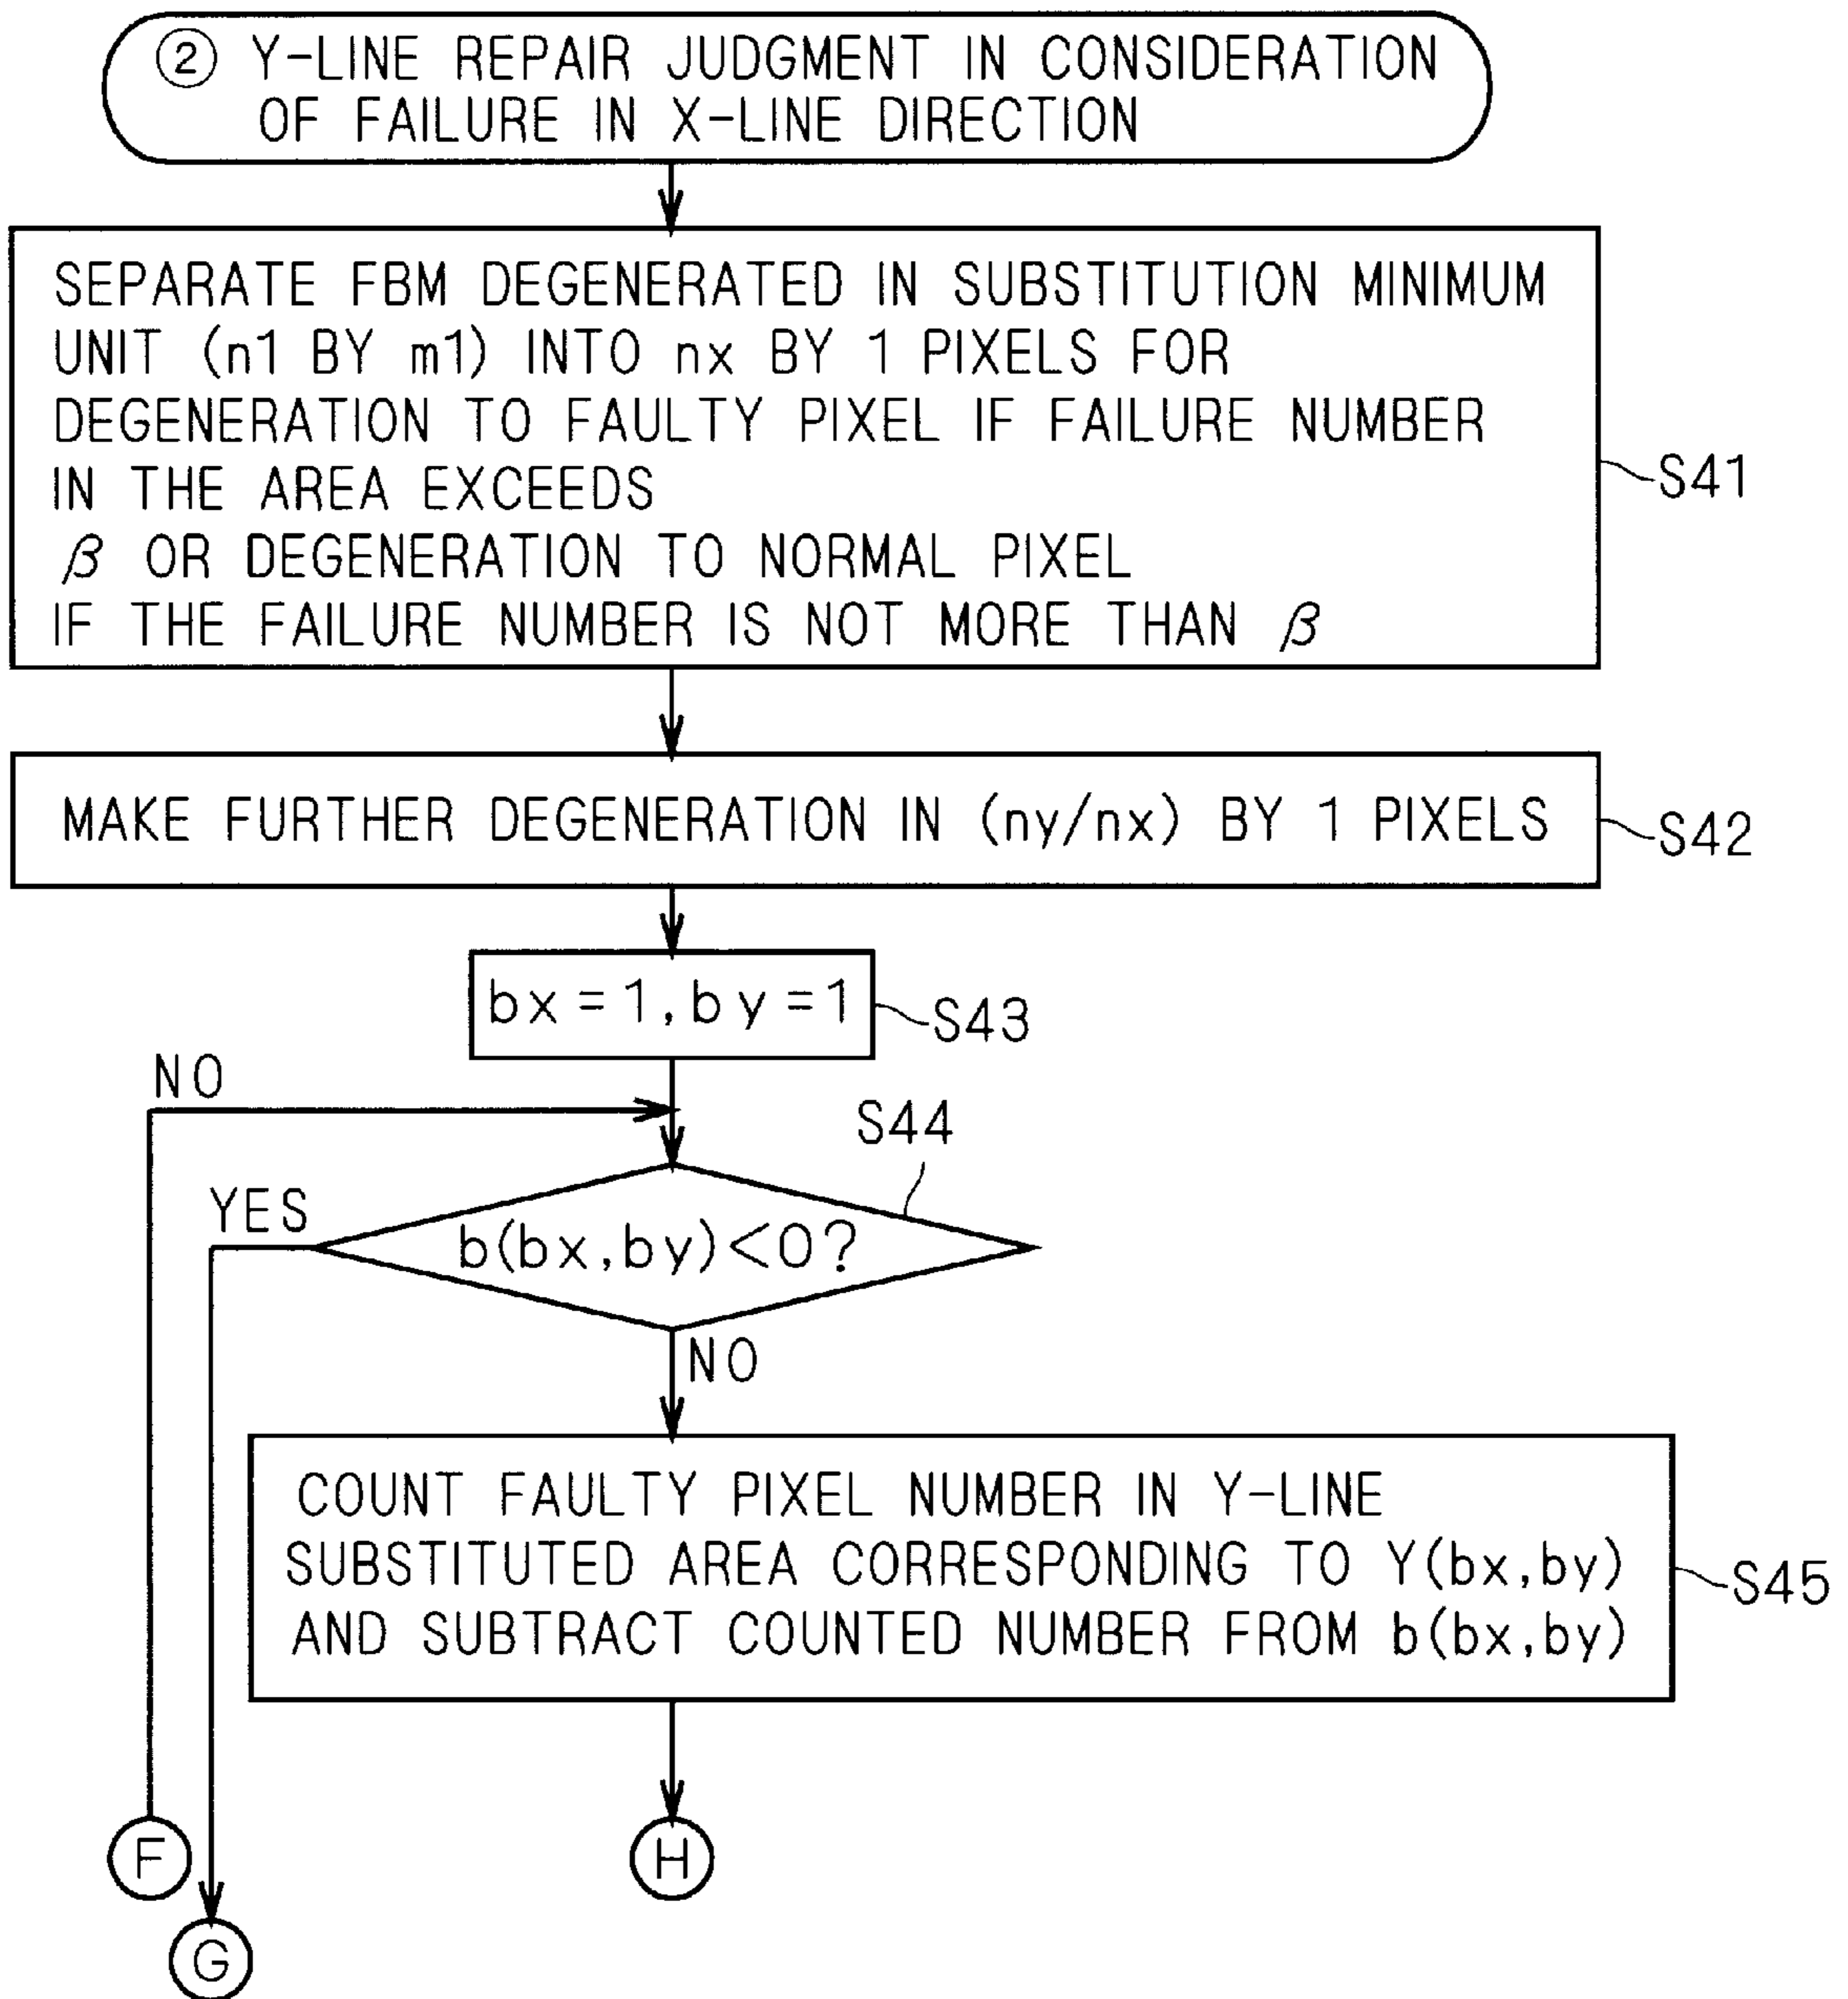 ② Y-LINE REPAIR JUDGMENT IN CONSIDERATION
OF FAILURE IN X-LINE DIRECTION
SEPARATE FBM DEGENERATED IN SUBSTITUTION MINIMUM
UNIT (n1 BY m1) INTO nx BY 1 PIXELS FOR
DEGENERATION TO FAULTY PIXEL IF FAILURE NUMBER
IN THE AREA EXCEEDS
β OR DEGENERATION TO NORMAL PIXEL
IF THE FAILURE NUMBER IS NOT MORE THAN β
S41
MAKE FURTHER DEGENERATION IN (ny/nx) BY 1 PIXELS
S42
bx=1,by=1
S43
NO
S44
YES
b(bx,by)<0?
NO
COUNT FAULTY PIXEL NUMBER IN Y-LINE
SUBSTITUTED AREA CORRESPONDING TO Y(bx,by)
AND SUBTRACT COUNTED NUMBER FROM b(bx,by)
S45
F
H
G